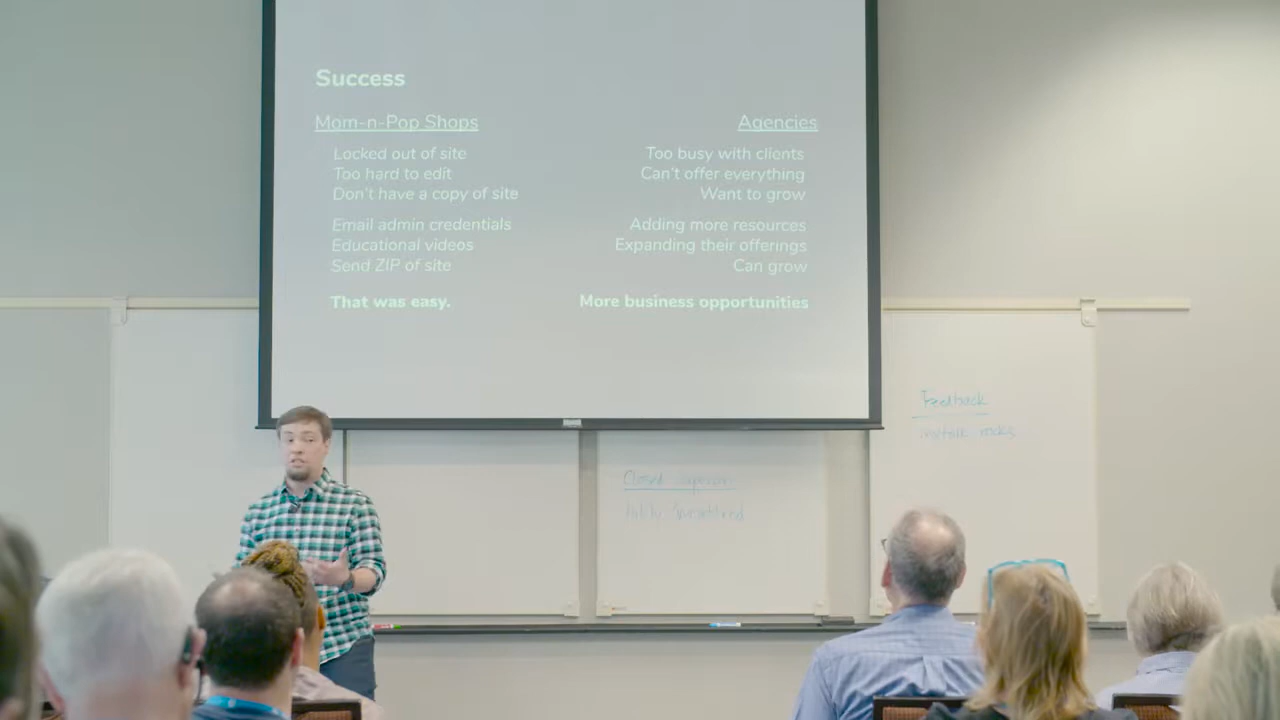 Success
Mom-n-Pop Shops
Locked out of site
Too hard to edit
Don't have a copy of site
Email admin credentials
Educational videos
Send ZIP of site
That was easy.
Agencies
Too busy with clients
Can't offer everything
Want to grow
Adding more resources
Expanding their offerings
Can grow
More business opportunities
Feedback
rocks
Closed